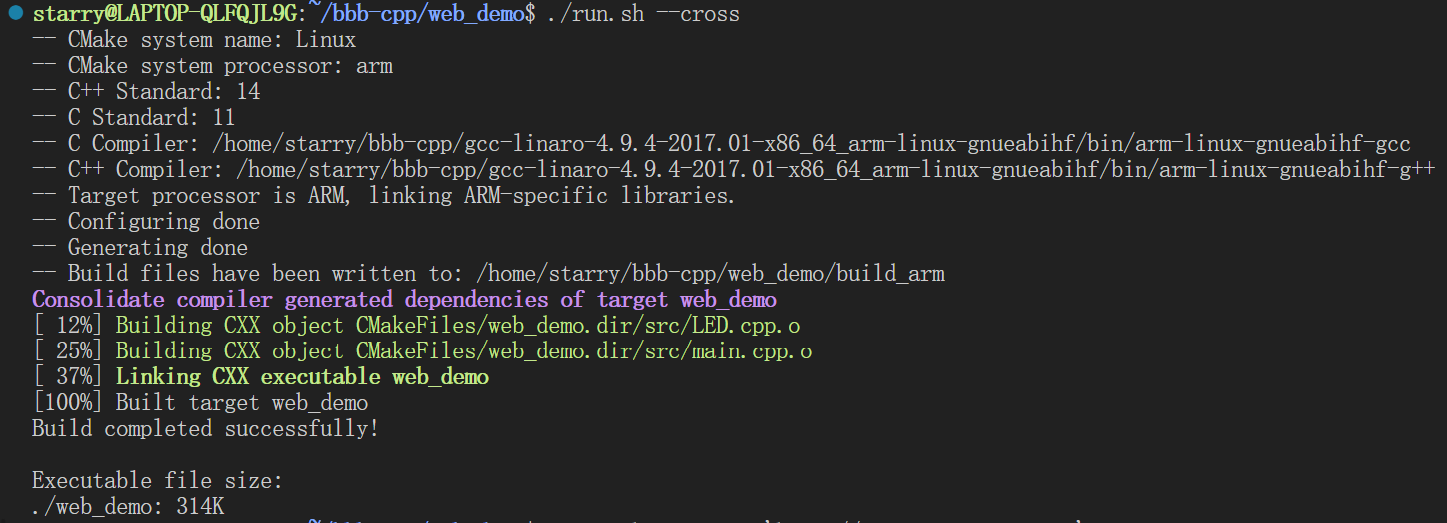 starry@LAPTOP-QLFQJL9G:~/bbb-cpp/web_demo$ ./run.sh --cross
-- CMake system name: Linux
-- CMake system processor: arm
-- C++ Standard: 14
-- C Standard: 11
-- C Compiler: /home/starry/bbb-cpp/gcc-linaro-4.9.4-2017.01-x86_64_arm-linux-gnueabihf/bin/arm-linux-gnueabihf-gcc
-- C++ Compiler: /home/starry/bbb-cpp/gcc-linaro-4.9.4-2017.01-x86_64_arm-linux-gnueabihf/bin/arm-linux-gnueabihf-g++
-- Target processor is ARM, linking ARM-specific libraries.
-- Configuring done
-- Generating done
-- Build files have been written to: /home/starry/bbb-cpp/web_demo/build_arm
Consolidate compiler generated dependencies of target web_demo
[ 12%] Building CXX object CMakeFiles/web_demo.dir/src/LED.cpp.o
[ 25%] Building CXX object CMakeFiles/web_demo.dir/src/main.cpp.o
[ 37%] Linking CXX executable web_demo
[100%] Built target web_demo
Build completed successfully!
Executable file size:
./web_demo: 314K